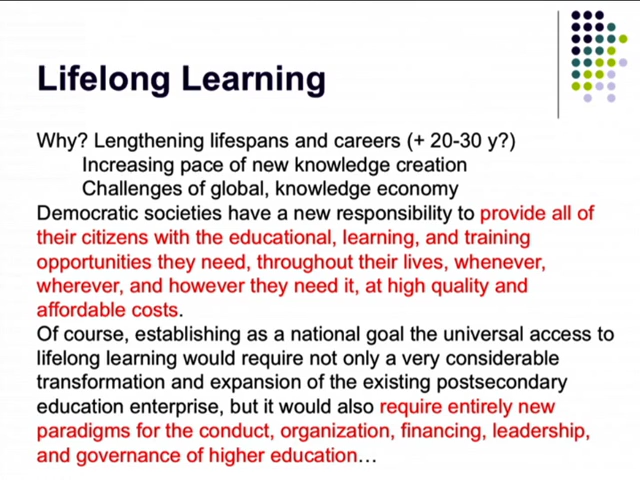 Lifelong Learning
Why? Lengthening lifespans and careers (+ 20-30 y?)
Increasing pace of new knowledge creation
Challenges of global, knowledge economy
Democratic societies have a new responsibility to provide all of
their citizens with the educational, learning, and training
opportunities they need, throughout their lives, whenever,
wherever, and however they need it, at high quality and
affordable costs.
Of course, establishing as a national goal the universal access to
lifelong learning would require not only a very considerable
transformation and expansion of the existing postsecondary
education enterprise, but it would also require entirely new
paradigms for the conduct, organization, financing, leadership,
and governance of higher education…